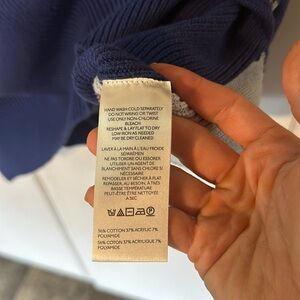 HAND WASH COLD SEPARATELY
DO NOT WRING OR TWIST
USE ONLY NON-CHLORINE
BLEACH
RESHAPE & LAY FLAT TO DRY
LOW IRON AS NEEDED
MAY BE DRY CLEANED
LAVER À LA MAIN À L'EAU FROIDE
SÉPARÉMEN
NE PAS TORDRE OU ESSORER
UTILISER UN AGENT DE
BLANCHIMENT SANS CHLORE SI
NÉCESSAIRE
REMODELER ET SÉCHER À PLAT
REPASSER, AU BESOIN, À TRÈS
BASSE TEMPÉRATURE
PEUT-ÊTRE ÊTRE NETTOYÉE
A SEC
56% COTTON 37% ACRYLIC 7%
POLYAMIDE
56% COTON 37% ACRYLIQUE 7%
POLYAMIDE